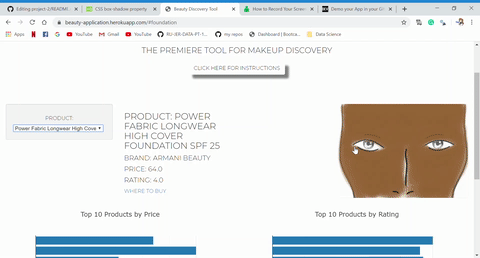 Editing project-2/README
CSS box-shadow property
Beauty Discovery Tool
How to Record Your Screen
Demo your App in your Gi
beauty-application.herokuapp.com/#foundation
Apps
Gmail
YouTube
Maps
YouTube
RU-JER-DATA-PT-1
my repos
Dashboard | Bootca
Data Science
THE PREMIERE TOOL FOR MAKEUP DISCOVERY
CLICK HERE FOR INSTRUCTIONS
PRODUCT:
Power Fabric Longwear High Cove
PRODUCT: POWER
FABRIC LONGWEAR
HIGH COVER
FOUNDATION SPF 25
BRAND: ARMANI BEAUTY
PRICE: 64.0
RATING: 4.0
WHERE TO BUY
Top 10 Products by Price
Top 10 Products by Rating